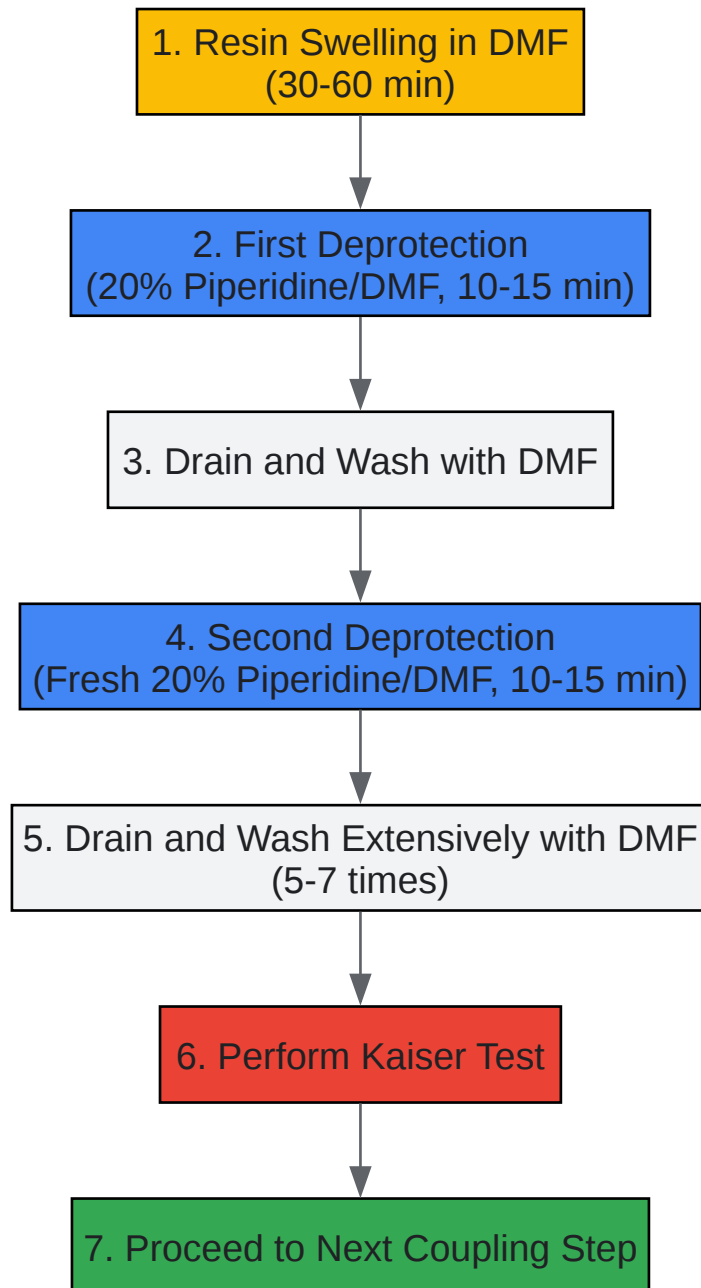 1. Resin Swelling in DMF
(30-60 min)
2. First Deprotection
(20% Piperidine/DMF, 10-15 min)
3. Drain and Wash with DMF
4. Second Deprotection
(Fresh 20% Piperidine/DMF, 10-15 min)
5. Drain and Wash Extensively with DMF
(5-7 times)
6. Perform Kaiser Test
7. Proceed to Next Coupling Step